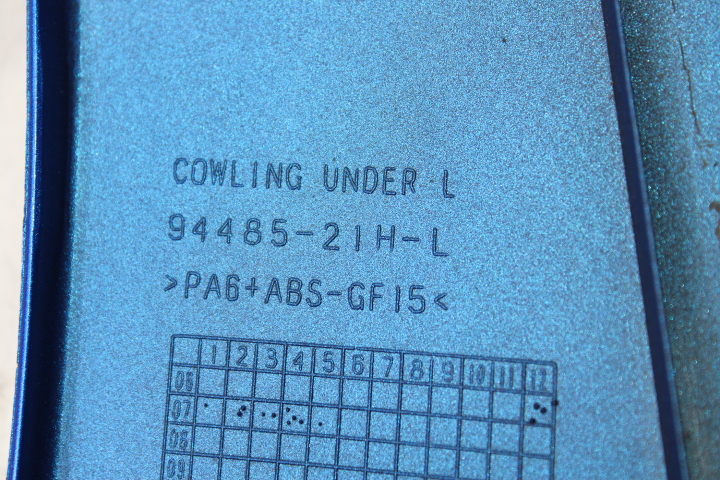 COWLING UNDER L
94485-21H-L
>PA6+ABS-GF15<
1 2 3 4 5 6 7 8 9 10 11 12
06
07
08
09